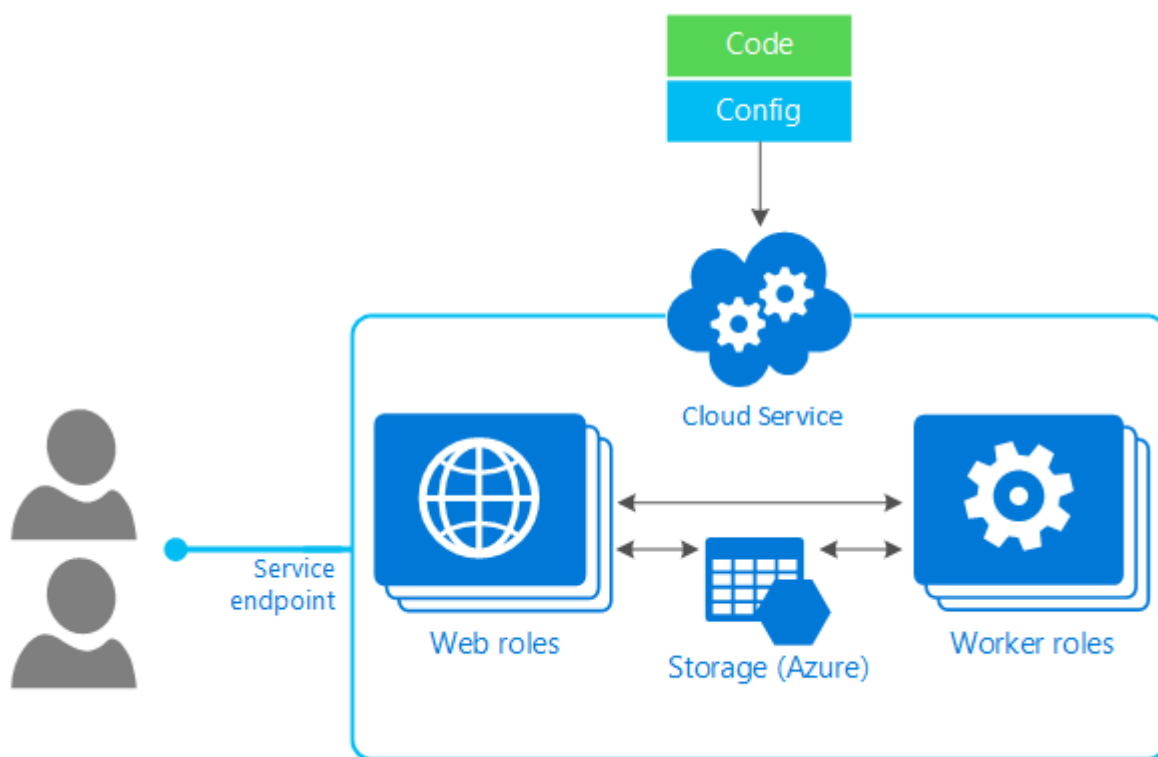 Code
Config
Cloud Service
Service
endpoint
Web roles
Storage (Azure)
Worker roles